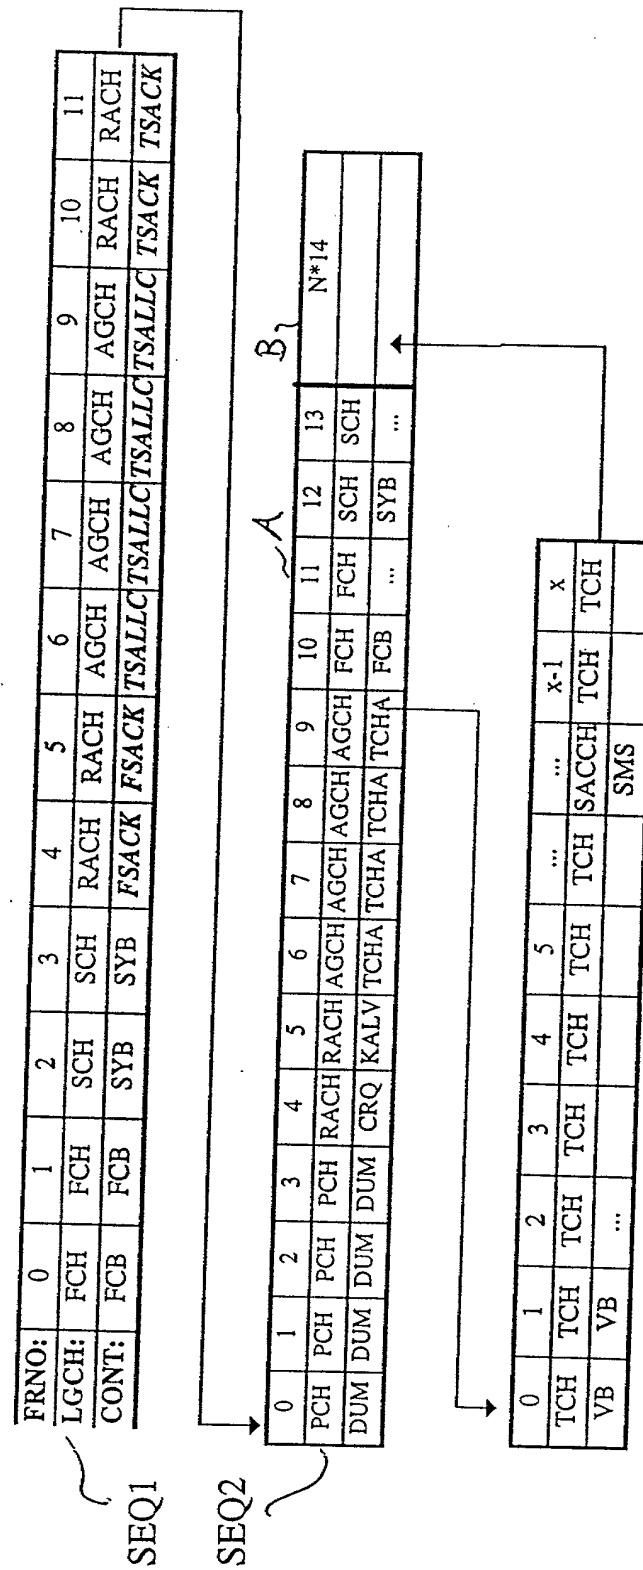 FRNO: 0 1 2 3 4 5 6 7 8 9 10 11
LGCH: FCH FCH SCH SCH RACH RACH AGCH AGCH AGCH AGCH RACH RACH
CONT: FCB FCB SYB SYB FSACK FSACK TSALLC TSALLC TSALLC TSALLC TSACK TSACK
SEQ1
A B
0 1 2 3 4 5 6 7 8 9 10 11 12 13 N*14
PCH PCH PCH PCH RACH RACH AGCH AGCH AGCH AGCH FCH FCH SCH SCH
DUM DUM DUM DUM CRQ KALV TCHA TCHA TCHA TCHA FCB ... SYB ...
SEQ2
0 1 2 3 4 5 ... ... x-1 x
TCH TCH TCH TCH TCH TCH TCH SACCH TCH TCH
VB VB ... SMS